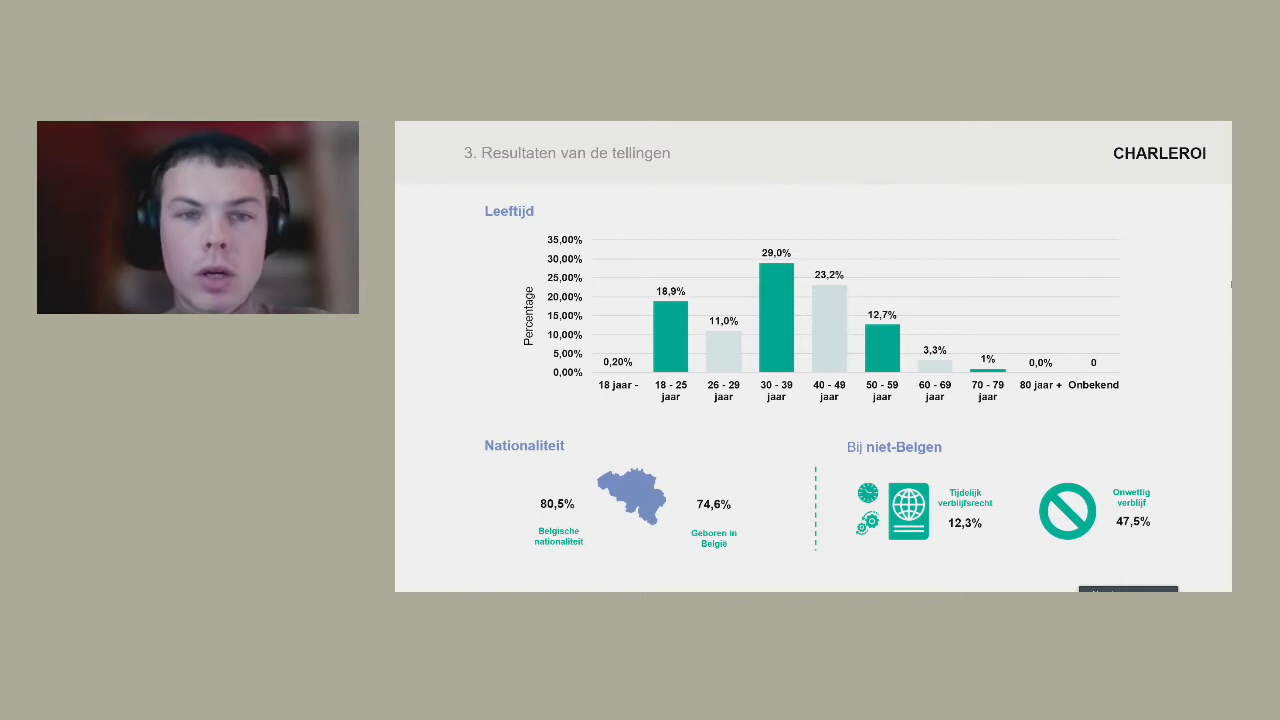 3. Resultaten van de tellingen
CHARLEROI
Leeftijd
Percentage
35,00%
30,00%
25,00%
20,00%
15,00%
10,00%
5,00%
0,00%
0,20%
18,9%
11,0%
29,0%
23,2%
12,7%
3,3%
1%
0,0%
0
18 jaar -
18 - 25
jaar
26 - 29
jaar
30 - 39
jaar
40 - 49
jaar
50 - 59
jaar
60 - 69
jaar
70 - 79
jaar
80 jaar +
Onbekend
Nationaliteit
80,5%
Belgische
nationaliteit
74,6%
Geboren in
België
Bij niet-Belgen
Tijdelijk
verblijfsrecht
12,3%
Onwettig
verblijf
47,5%